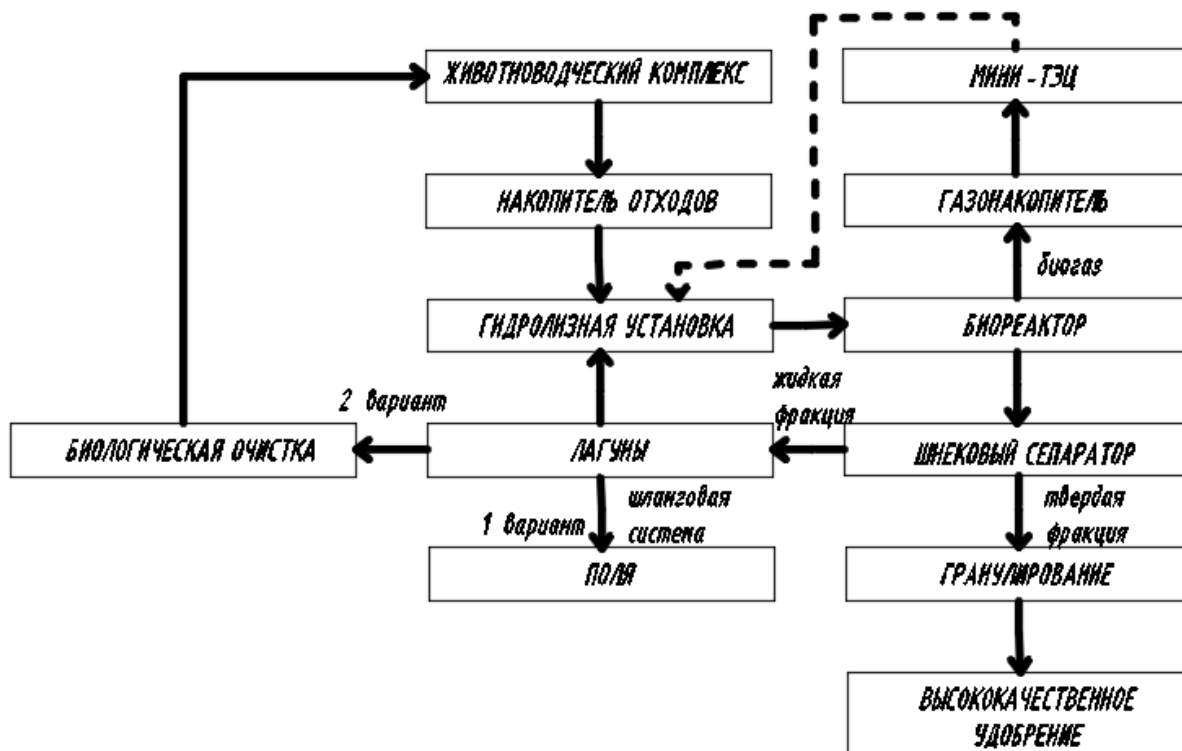 ЖИВОТНОВОДЧЕСКИЙ КОМПЛЕКС
МИНИ - ТЭЦ
НАКОПИТЕЛЬ ОТХОДОВ
ГАЗОНАКОПИТЕЛЬ
биогаз
ГИДРОЛИЗНАЯ УСТАНОВКА
БИОРЕАКТОР
2 вариант
жидкая
фракция
БИОЛОГИЧЕСКАЯ ОЧИСТКА
ЛАГУНЫ
ШНЕКОВЫЙ СЕПАРАТОР
1 вариант
шланговая
система
твердая
фракция
ПОЛЯ
ГРАНУЛИРОВАНИЕ
ВЫСОКОКАЧЕСТВЕННОЕ
УДОБРЕНИЕ